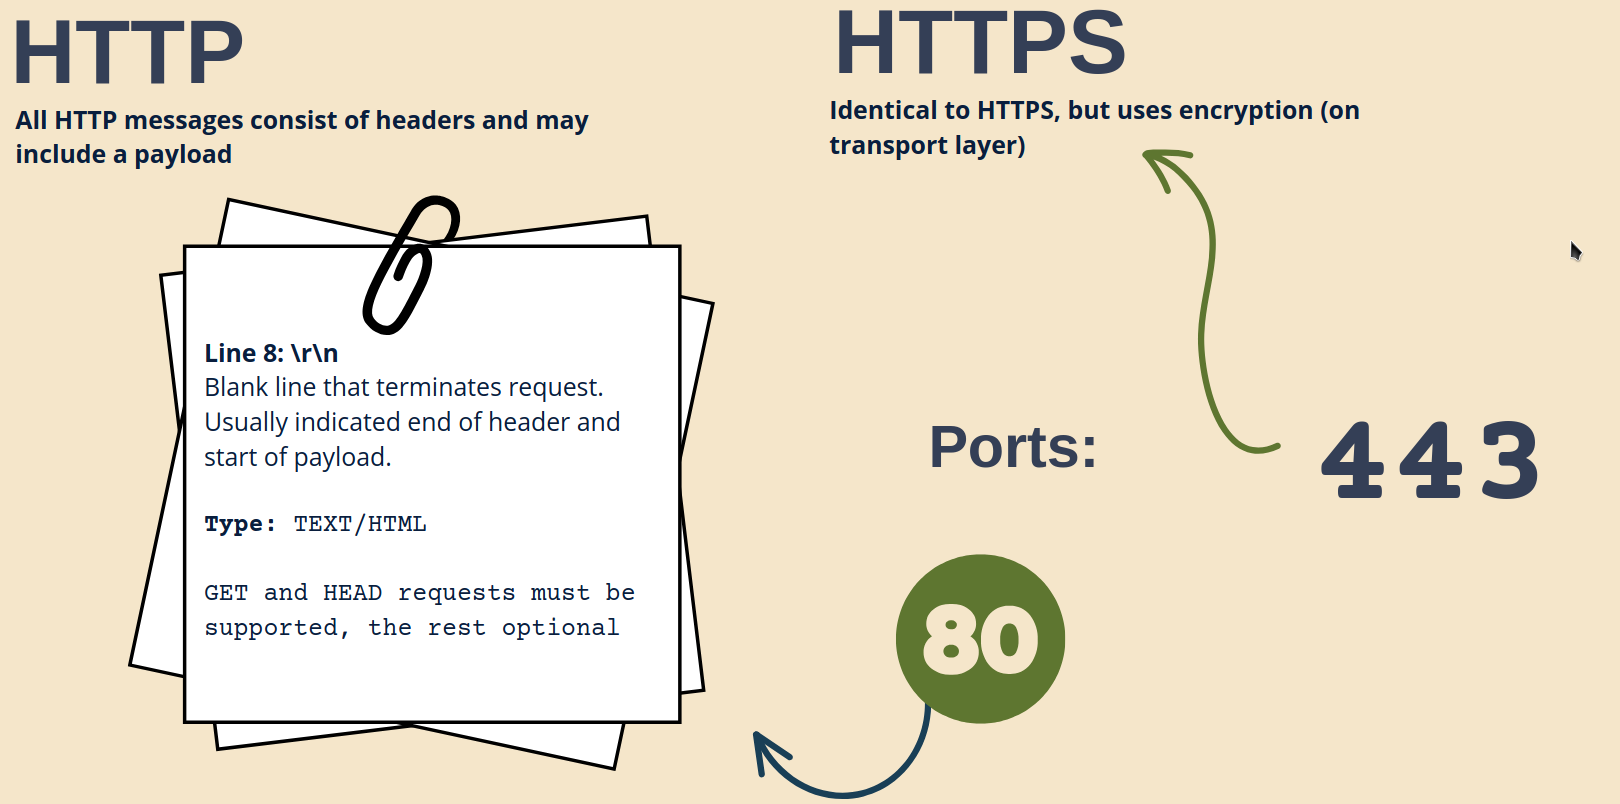 HTTP
All HTTP messages consist of headers and may
include a payload
Line 8: \r\n
Blank line that terminates request.
Usually indicated end of header and
start of payload.
Type: TEXT/HTML
GET and HEAD requests must be
supported, the rest optional
HTTPS
Identical to HTTPS, but uses encryption (on
transport layer)
Ports:
443
80